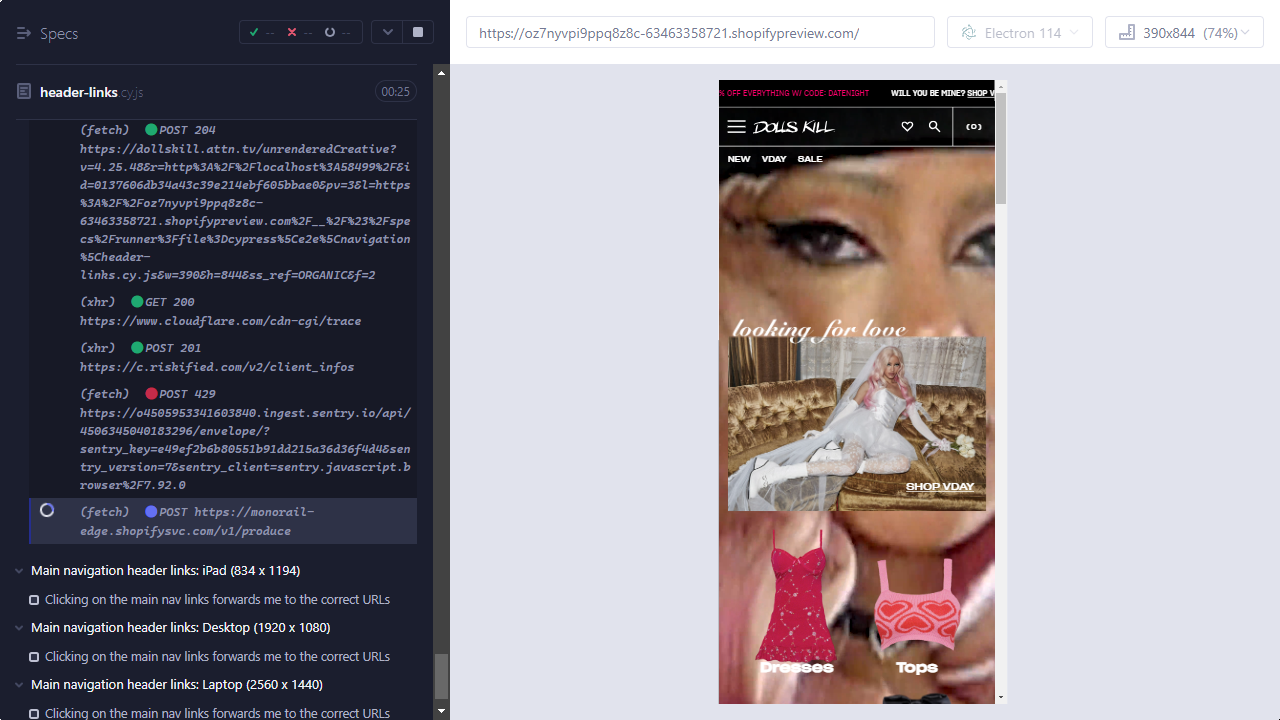 Specs
-- -- --
https://oz7nyvpi9ppq8z8c-63463358721.shopifypreview.com/
Electron 114
390x844 (74%)
header-links.cy.js
00:25
(fetch) POST 204
https://dollskill.attn.tv/unrenderedCreative?
v=4.25.48&r=http%3A%2F%2Flocalhost%3A58499%2F&i
d=0137606db34a43c39e214ebf605bbae0&pv=3&l=https
%3A%2F%2Foz7nyvpi9ppq8z8c-
63463358721.shopifypreview.com%2F__%2F%23%2Fspe
cs%2Frunner%3Ffile%3Dcypress%5Ce2e%5Cnavigation
%5Cheader-
links.cy.js&w=390&h=844&ss_ref=ORGANIC&f=2
(xhr) GET 200
https://www.cloudflare.com/cdn-cgi/trace
(xhr) POST 201
https://c.riskified.com/v2/client_infos
(fetch) POST 429
https://o4505953341603840.ingest.sentry.io/api/
4506345040183296/envelope/?
sentry_key=e49ef2b6b80551b91dd215a36d36f4d4&sen
try_version=7&sentry_client=sentry.javascript.b
rowser%2F7.92.0
(fetch) POST https://monorail-
edge.shopifysvc.com/v1/produce
Main navigation header links: iPad (834 x 1194)
Clicking on the main nav links forwards me to the correct URLs
Main navigation header links: Desktop (1920 x 1080)
Clicking on the main nav links forwards me to the correct URLs
Main navigation header links: Laptop (2560 x 1440)
Clicking on the main nav links forwards me to the correct URLs
% OFF EVERYTHING W/ CODE: DATENIGHT WILL YOU BE MINE? SHOP V
DOLLS KILL
(0)
NEW VDAY SALE
looking for love
SHOP VDAY
Dresses Tops